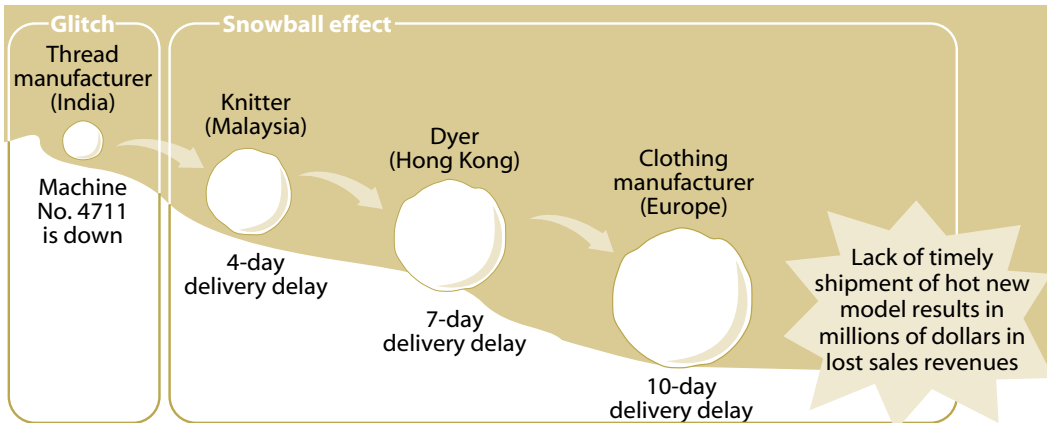 Glitch
Thread
manufacturer
(India)
Machine
No. 4711
is down
Snowball effect
Knitter
(Malaysia)
4-day
delivery delay
Dyer
(Hong Kong)
7-day
delivery delay
Clothing
manufacturer
(Europe)
10-day
delivery delay
Lack of timely
shipment of hot new
model results in
millions of dollars in
lost sales revenues